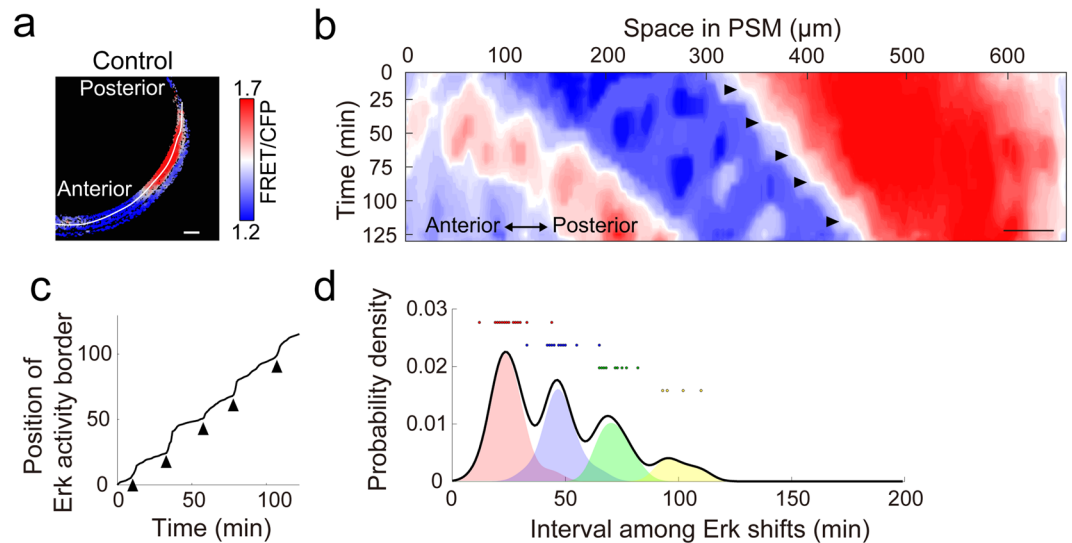 a
Control
Posterior
Anterior
1.7
FRET/CFP
1.2
b
Space in PSM (μm)
0 100 200 300 400 500 600
Time (min)
0
25
50
75
100
125
Anterior Posterior
c
Position of
Erk activity border
100
50
0
0 50 100
Time (min)
d
Probability density
0.03
0.02
0.01
0
0 50 100 150 200
Interval among Erk shifts (min)